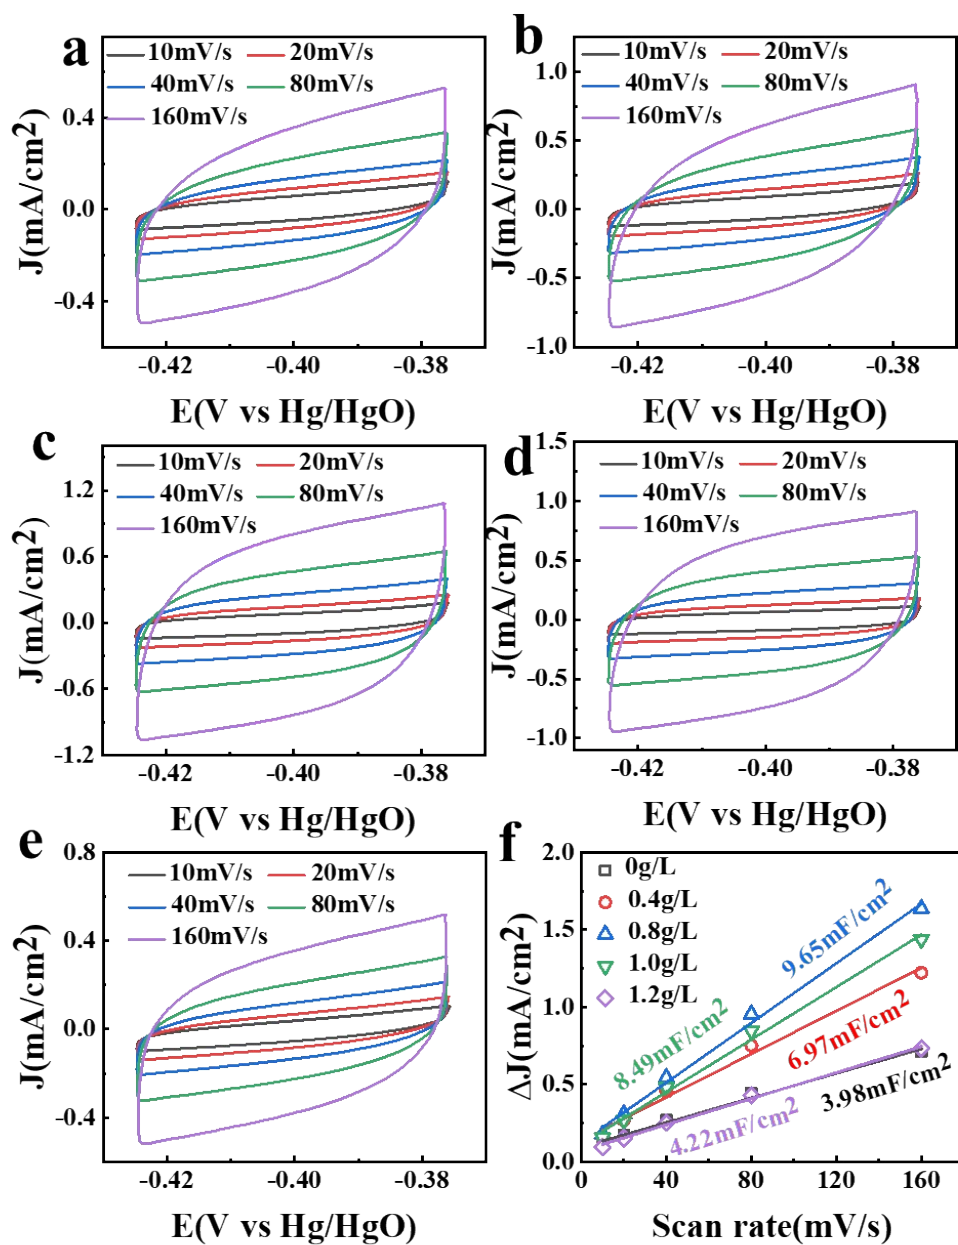 a
10mV/s 20mV/s
40mV/s 80mV/s
160mV/s
0.4
0.0
-0.4
J(mA/cm2)
-0.42 -0.40 -0.38
E(V vs Hg/HgO)
b
10mV/s 20mV/s
40mV/s 80mV/s
160mV/s
1.0
0.5
0.0
-0.5
-1.0
J(mA/cm2)
-0.42 -0.40 -0.38
E(V vs Hg/HgO)
c
10mV/s 20mV/s
40mV/s 80mV/s
160mV/s
1.2
0.6
0.0
-0.6
-1.2
J(mA/cm2)
-0.42 -0.40 -0.38
E(V vs Hg/HgO)
d
10mV/s 20mV/s
40mV/s 80mV/s
160mV/s
1.5
1.0
0.5
0.0
-0.5
-1.0
J(mA/cm2)
-0.42 -0.40 -0.38
E(V vs Hg/HgO)
e
10mV/s 20mV/s
40mV/s 80mV/s
160mV/s
0.8
0.4
0.0
-0.4
J(mA/cm2)
-0.42 -0.40 -0.38
E(V vs Hg/HgO)
f
0g/L
0.4g/L
0.8g/L
1.0g/L
1.2g/L
9.65mF/cm2
8.49mF/cm2
6.97mF/cm2
3.98mF/cm2
4.22mF/cm2
2.0
1.5
1.0
0.5
0.0
ΔJ(mA/cm2)
0 40 80 120 160
Scan rate(mV/s)